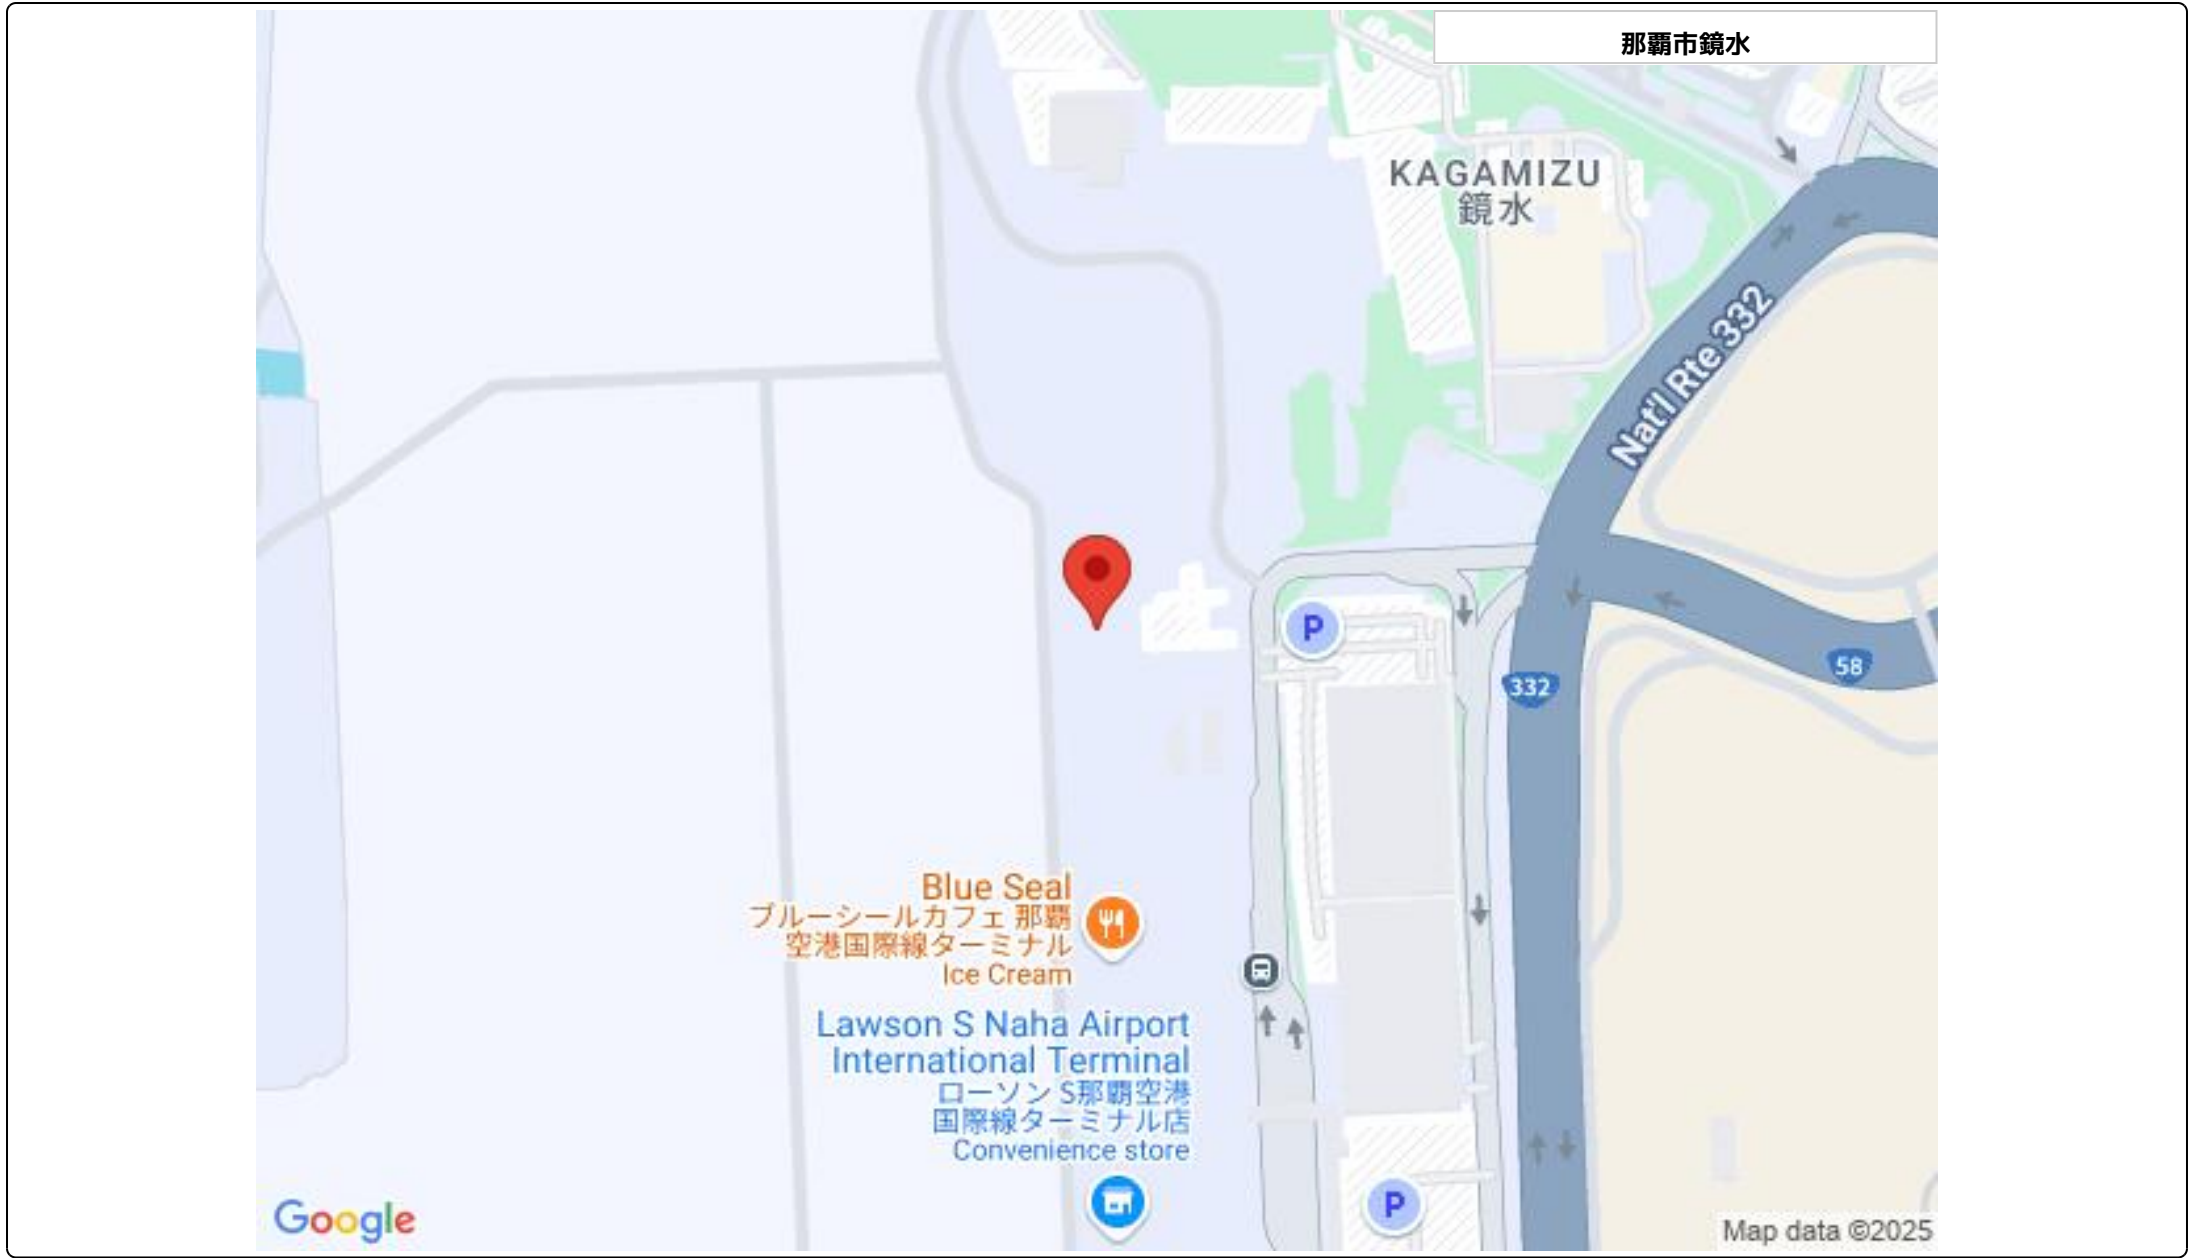 那覇市鏡水
KAGAMIZU
鏡水
Nat'l Rte 332
P
58
332
Blue Seal
ブルーシールカフェ 那覇
空港国際線ターミナル
Ice Cream
Lawson S Naha Airport
International Terminal
ローソン S那覇空港
国際線ターミナル店
Convenience store
P
Google
Map data ©2025